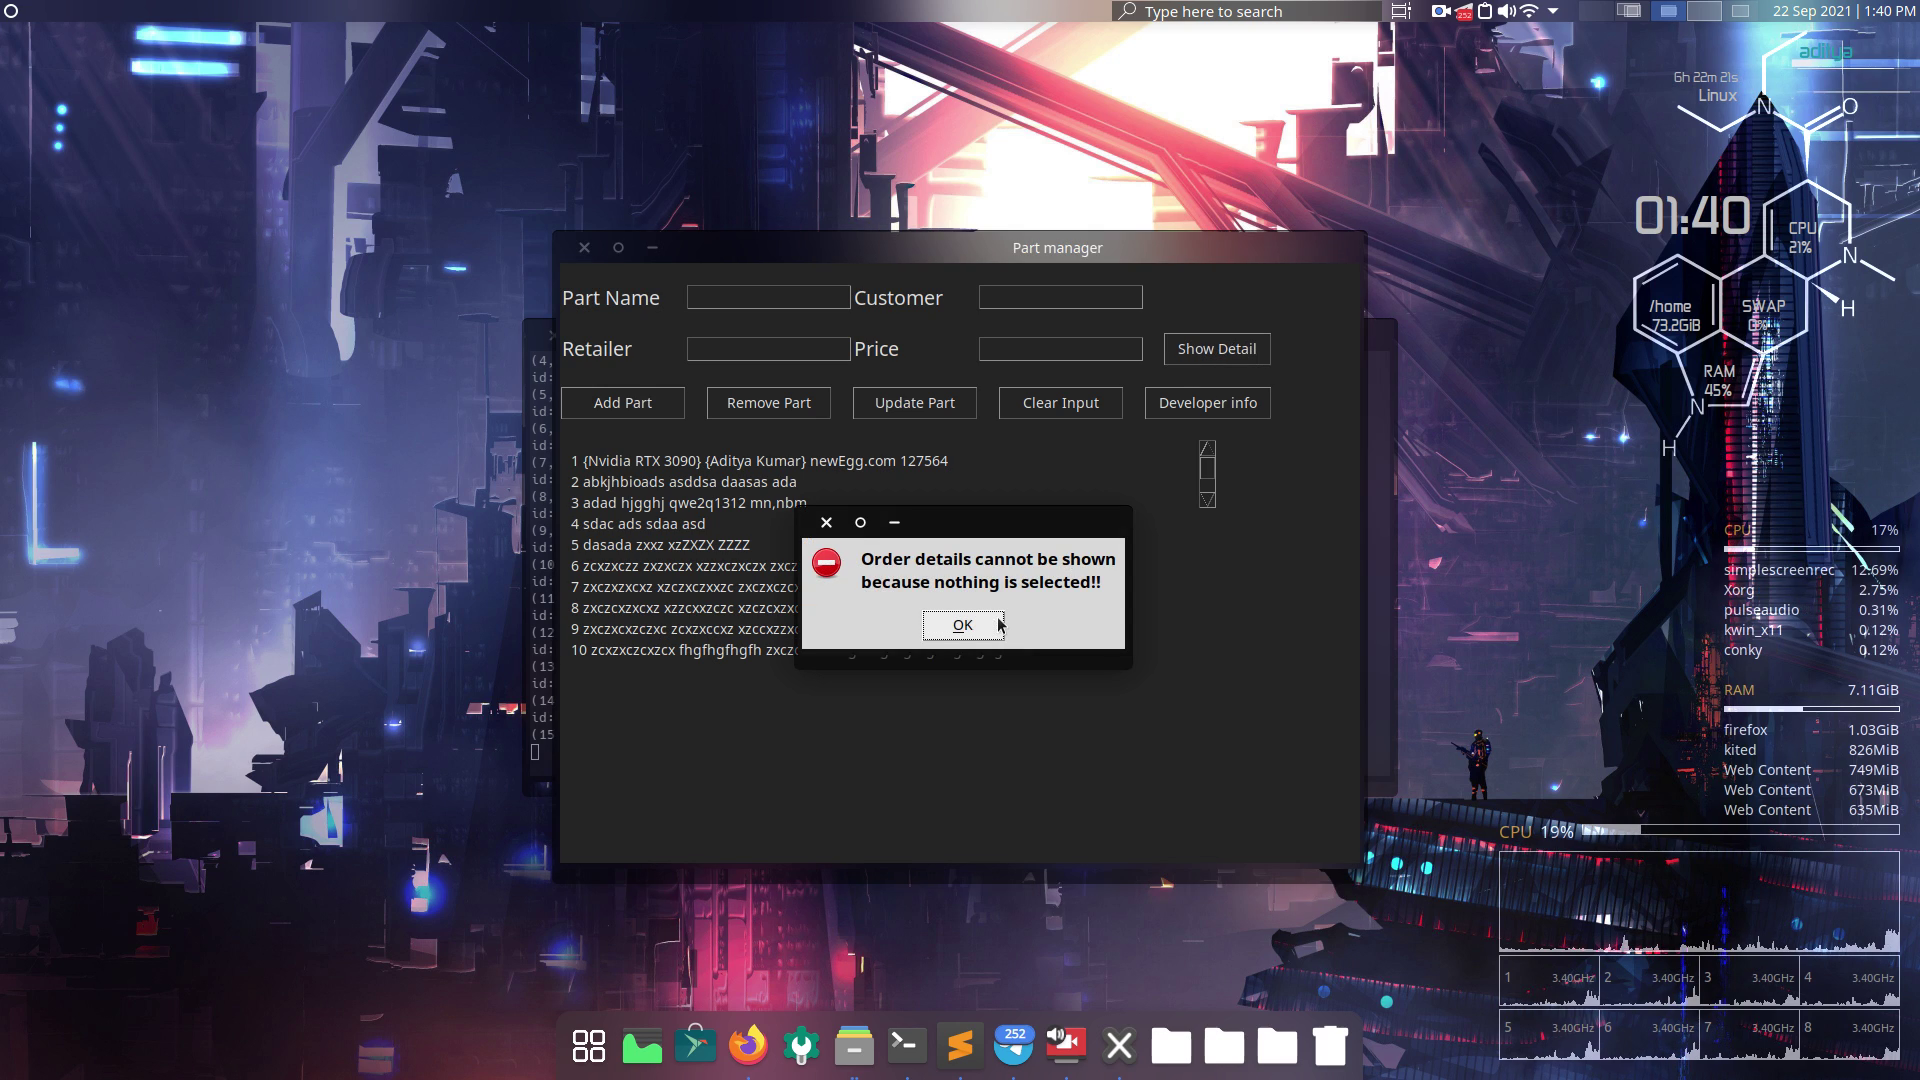 Type here to search
252
22 Sep 2021 | 1:40 PM
aditya
6h 22m 21s
Linux
N
O
01:40
CPU
21%
N
/home
73.2GiB
SWAP
0%
H
RAM
45%
N
H
Part manager
Part Name
Customer
Retailer
Price
Show Detail
Add Part
Remove Part
Update Part
Clear Input
Developer info
(4,
id:
(5,
id:
(6,
id:
(7,
id:
(8,
id:
(9,
id:
(10
id:
(11
id:
(12
id:
(13
id:
(14
id:
(15
1 {Nvidia RTX 3090} {Aditya Kumar} newEgg.com 127564
2 abkjhbioads asddsa daasas ada
3 adad hjgghj qwe2q1312 mn,nbm
4 sdac ads sdaa asd
5 dasada zxxz xzZXZX ZZZZ
6 zcxzxczz zxzxczx xzzxczxczx zxcz
7 zxczxzxcxz xzczxczxxzc zxczxczcx
8 zxczczxzxcxz xzzcxxzczc xzczcxzxc
9 zxczxcxzczxc zcxzxccxz xzccxzzxc
10 zcxzxczcxzcx fhgfhgfhgfh zxczc
Order details cannot be shown
because nothing is selected!!
OK
CPU 17%
simplescreenrec 12.69%
Xorg 2.75%
pulseaudio 0.31%
kwin_x11 0.12%
conky 0.12%
RAM 7.11GiB
firefox 1.03GiB
kited 826MiB
Web Content 749MiB
Web Content 673MiB
Web Content 635MiB
CPU 19%
1 3.40GHz 2 3.40GHz 3 3.40GHz 4 3.40GHz
5 3.40GHz 6 3.40GHz 7 3.40GHz 8 3.40GHz
252